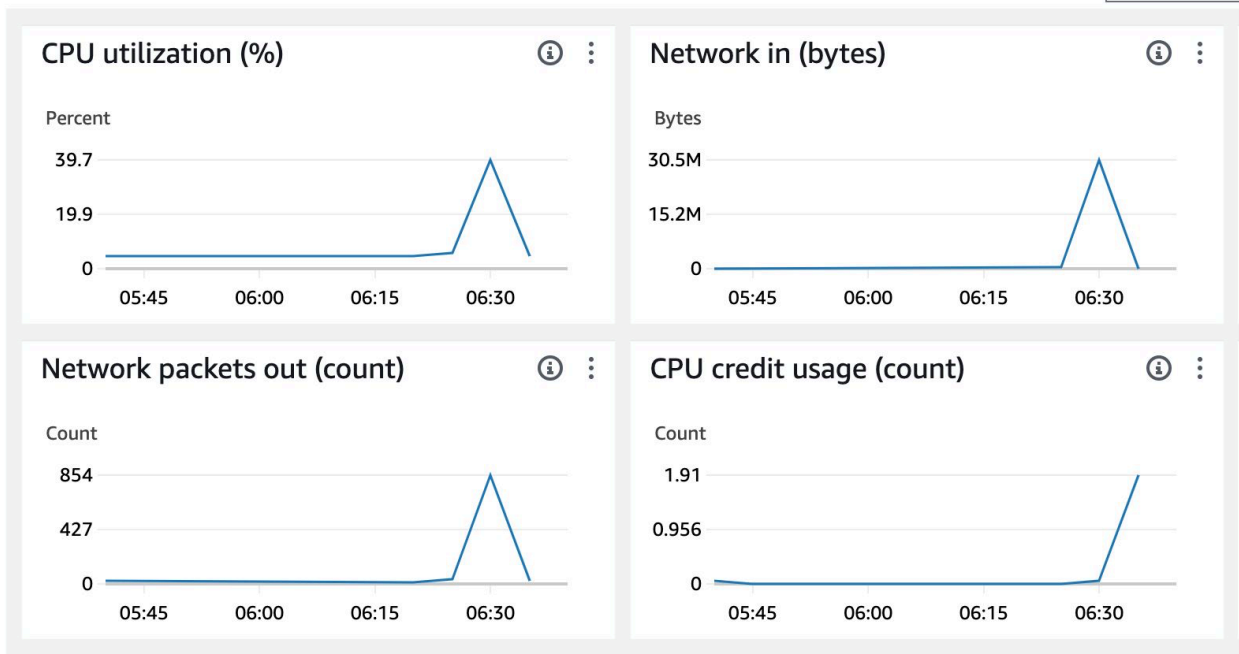 CPU utilization (%)
Percent
39.7
19.9
0
05:45 06:00 06:15 06:30
Network in (bytes)
Bytes
30.5M
15.2M
0
05:45 06:00 06:15 06:30
Network packets out (count)
Count
854
427
0
05:45 06:00 06:15 06:30
CPU credit usage (count)
Count
1.91
0.956
0
05:45 06:00 06:15 06:30